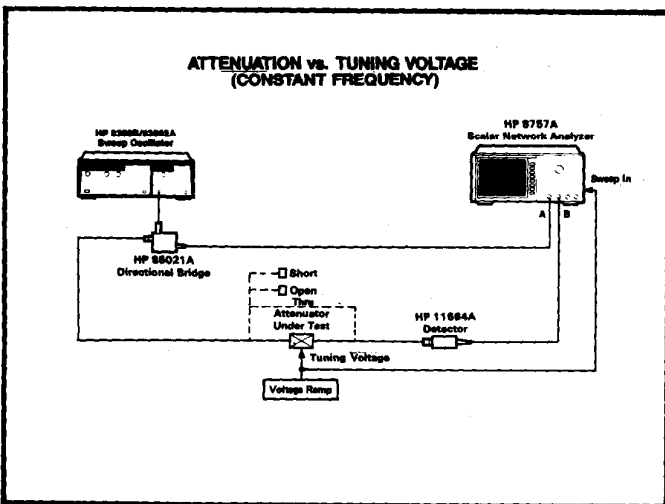 ATTENUATION vs. TUNING VOLTAGE
(CONSTANT FREQUENCY)
HP 8757A
Scalar Network Analyzer
Sweep Oscillator
Sweep In
A
B
HP 85021A
Directional Bridge
Short
Open
Thru
Attenuator
Under Test
HP 11664A
Detector
Tuning Voltage
Voltage Ramp